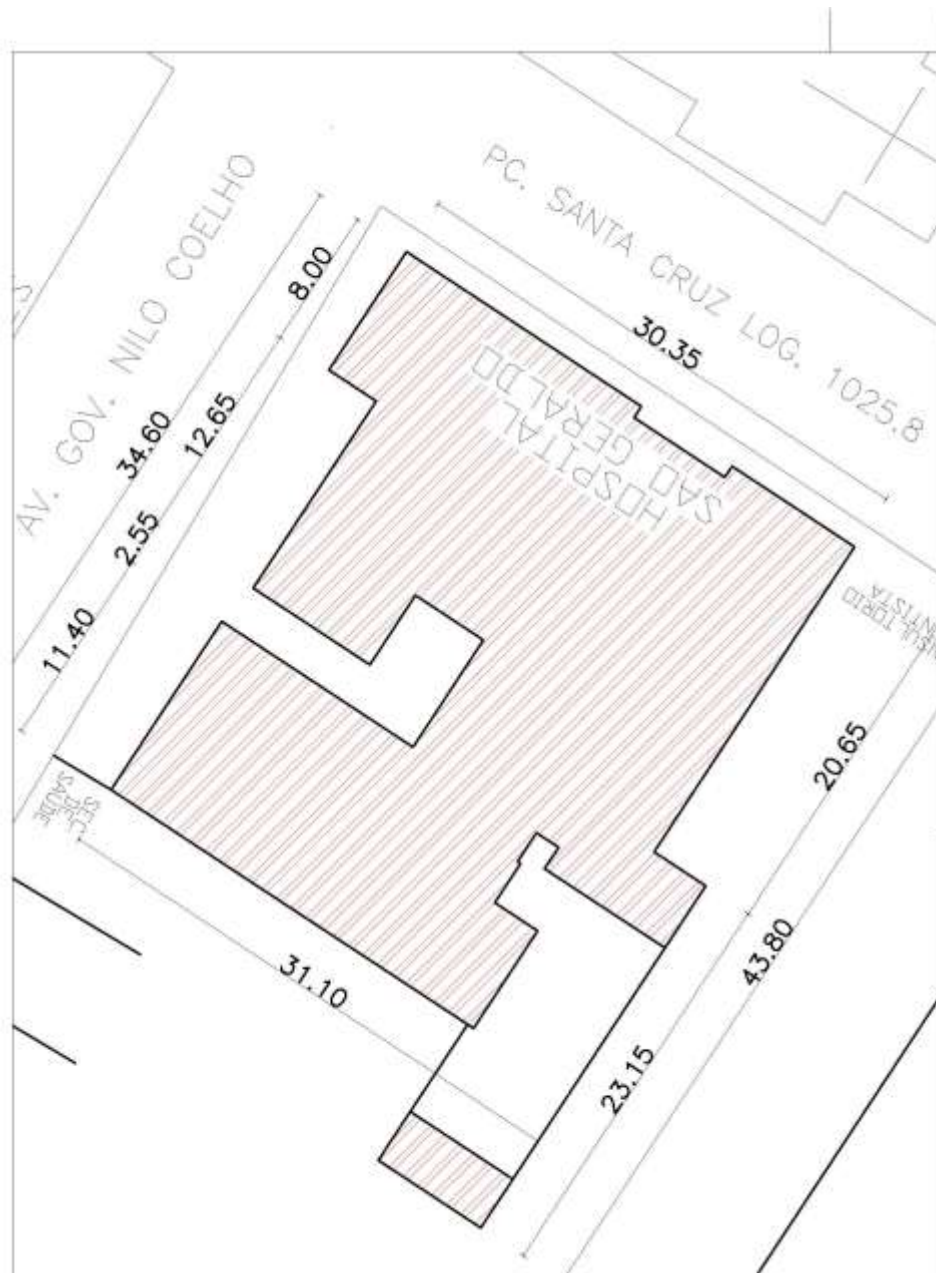 PC. SANTA CRUZ LOG. 1025.8
AV. GOV. NILO COELHO
8.00
30.35
12.65
34.60
2.55
11.40
HOSPITAL
SAO GERALDO
20.65
SEC.
DE
SAUDE
43.80
31.10
23.15